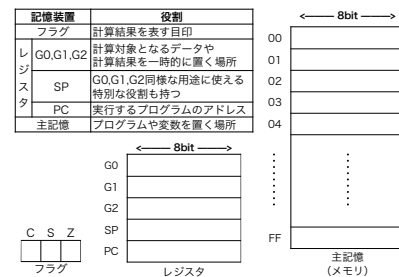 記憶装置 役割
フラグ 計算結果を表す目印
レジスタ
G0,G1,G2 計算対象となるデータや
計算結果を一時的に置く場所
SP G0,G1,G2同様な用途に使える
特別な役割も持つ
PC 実行するプログラムのアドレス
主記憶 プログラムや変数を置く場所
8bit
G0
G1
G2
SP
PC
レジスタ
C S Z
フラグ
8bit
00
01
02
03
04
FF
主記憶
(メモリ)